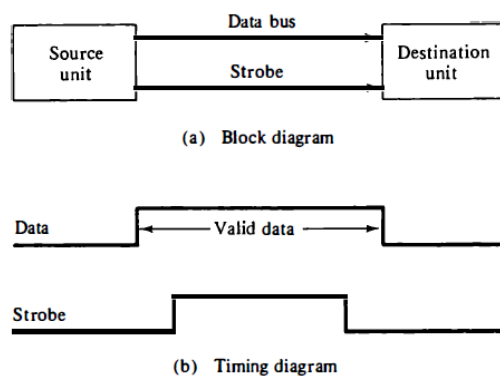 Data bus
Source
unit
Destination
unit
Strobe
(a) Block diagram
Data
Valid data
Strobe
(b) Timing diagram